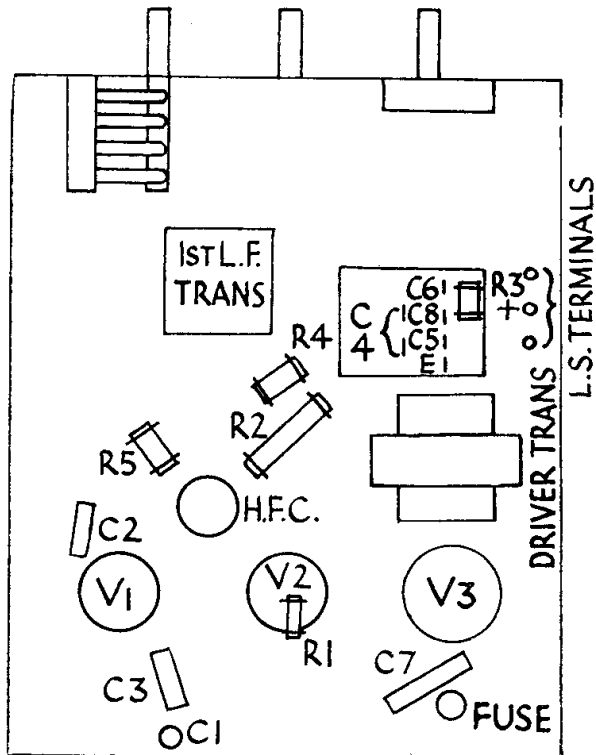 1ST L.F.
TRANS
C6
R3
C
4
C8
+
C5
E
L.S. TERMINALS
R4
R2
R5
DRIVER TRANS
H.F.C.
C2
V1
V2
V3
R1
C7
C3
C1
FUSE